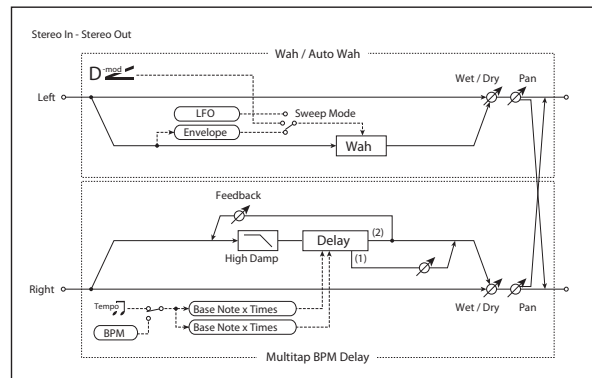 Stereo In - Stereo Out
Wah / Auto Wah
D-mod
Wet / Dry
Pan
Left
LFO
Sweep Mode
Envelope
Wah
Feedback
Delay
(2)
(1)
High Damp
Right
Tempo
Base Note x Times
BPM
Base Note x Times
Wet / Dry
Pan
Multitap BPM Delay